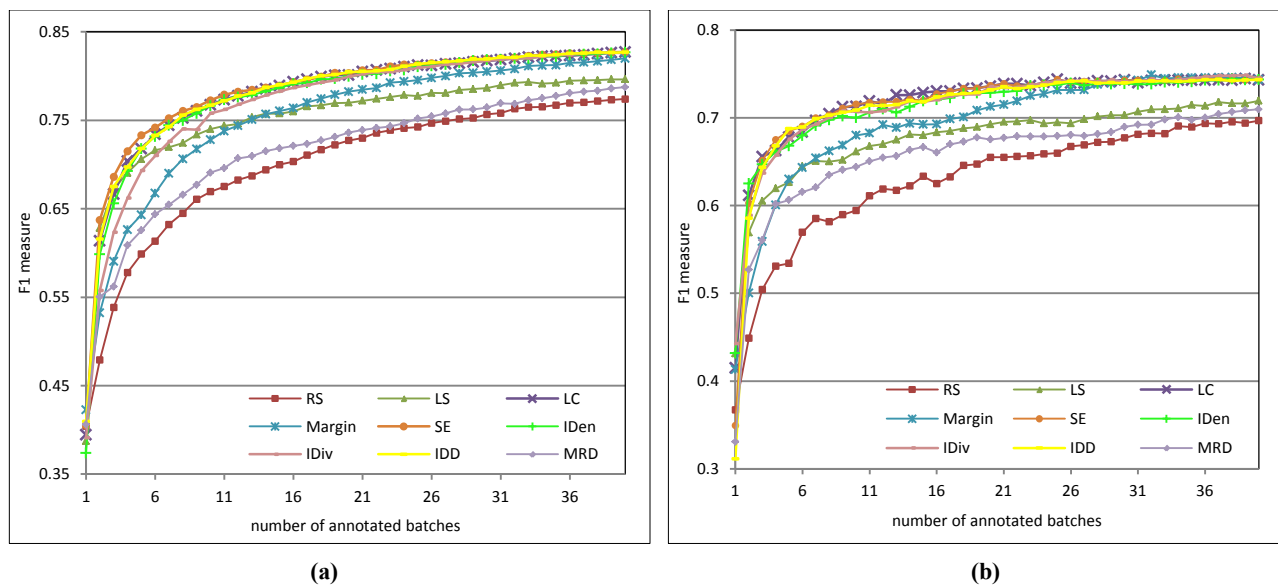 0.85
0.75
0.65
0.55
0.45
0.35
F1 measure
RS LS LC
Margin SE IDen
IDiv IDD MRD
1 6 11 16 21 26 31 36
number of annotated batches
(a)
0.8
0.7
0.6
0.5
0.4
0.3
F1 measure
RS LS LC
Margin SE IDen
IDiv IDD MRD
1 6 11 16 21 26 31 36
number of annotated batches
(b)